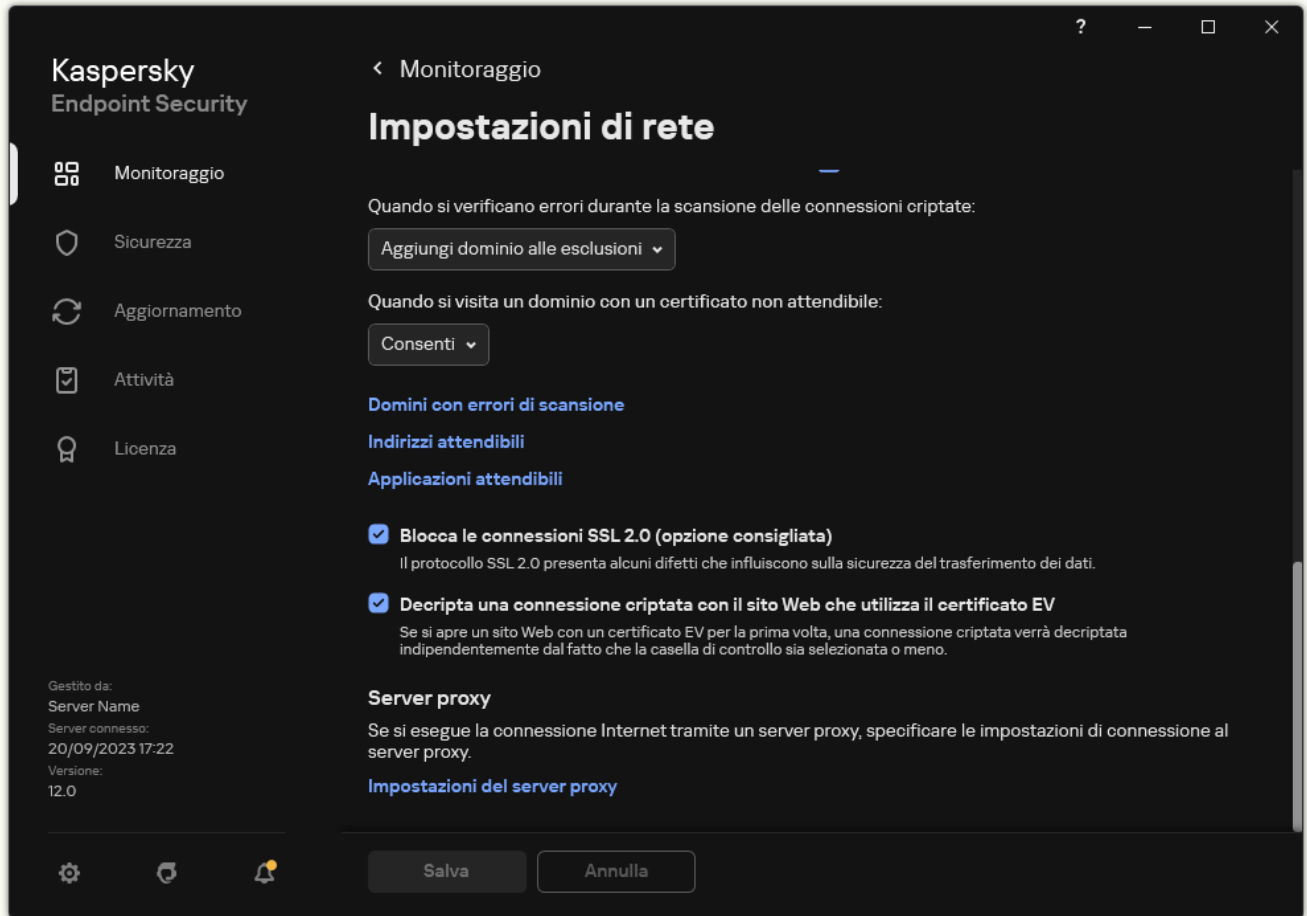 ?
Kaspersky
Endpoint Security
Monitoraggio
Sicurezza
Aggiornamento
Attività
Licenza
Gestito da:
Server Name
Server connesso:
20/09/2023 17:22
Versione:
12.0
Monitoraggio
Impostazioni di rete
Quando si verificano errori durante la scansione delle connessioni criptate:
Aggiungi dominio alle esclusioni
Quando si visita un dominio con un certificato non attendibile:
Consenti
Domini con errori di scansione
Indirizzi attendibili
Applicazioni attendibili
Blocca le connessioni SSL 2.0 (opzione consigliata)
Il protocollo SSL 2.0 presenta alcuni difetti che influiscono sulla sicurezza del trasferimento dei dati.
Decripta una connessione criptata con il sito Web che utilizza il certificato EV
Se si apre un sito Web con un certificato EV per la prima volta, una connessione criptata verrà decriptata
indipendentemente dal fatto che la casella di controllo sia selezionata o meno.
Server proxy
Se si esegue la connessione Internet tramite un server proxy, specificare le impostazioni di connessione al
server proxy.
Impostazioni del server proxy
Salva
Annulla